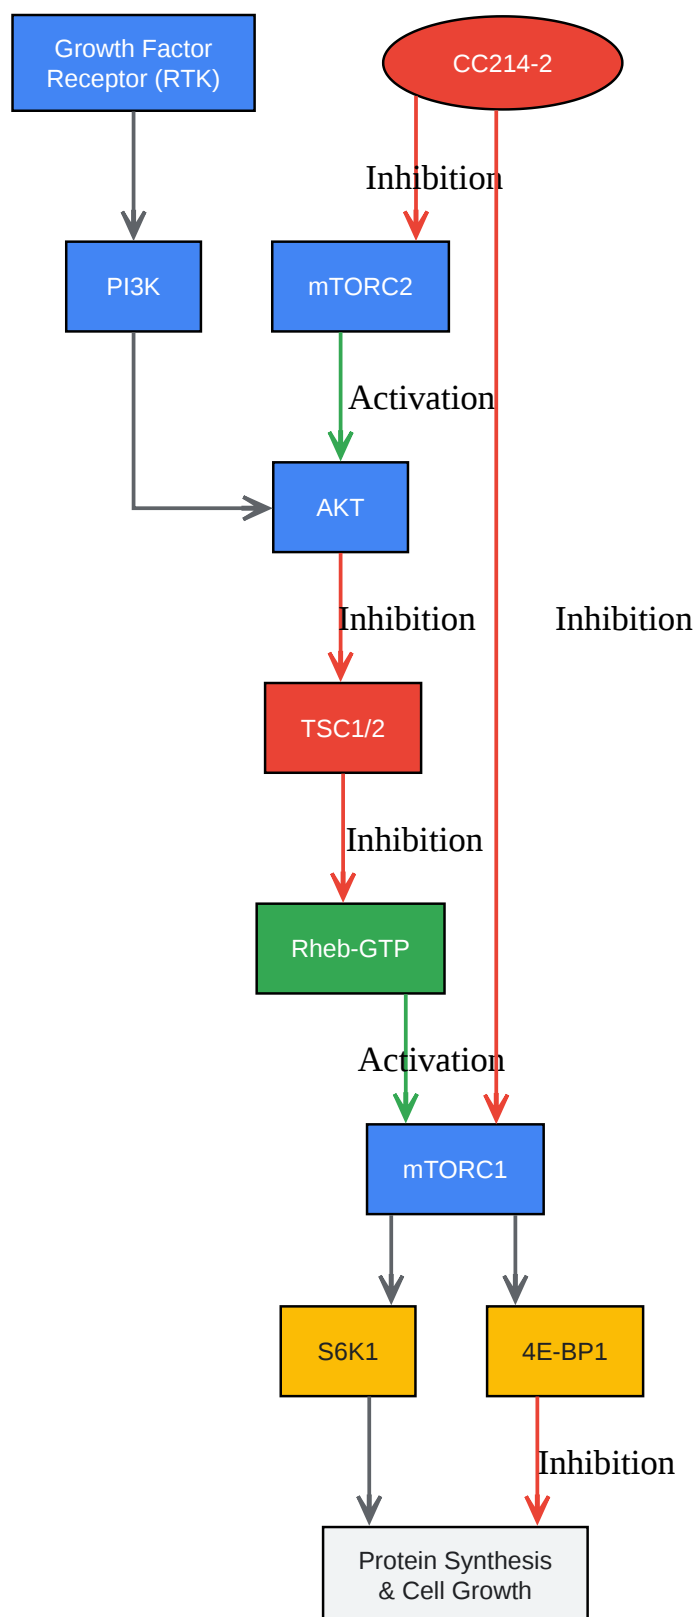 Growth Factor
Receptor (RTK)
CC214-2
Inhibition
PI3K
mTORC2
Activation
AKT
Inhibition
Inhibition
TSC1/2
Inhibition
Rheb-GTP
Activation
mTORC1
S6K1
4E-BP1
Inhibition
Protein Synthesis
& Cell Growth